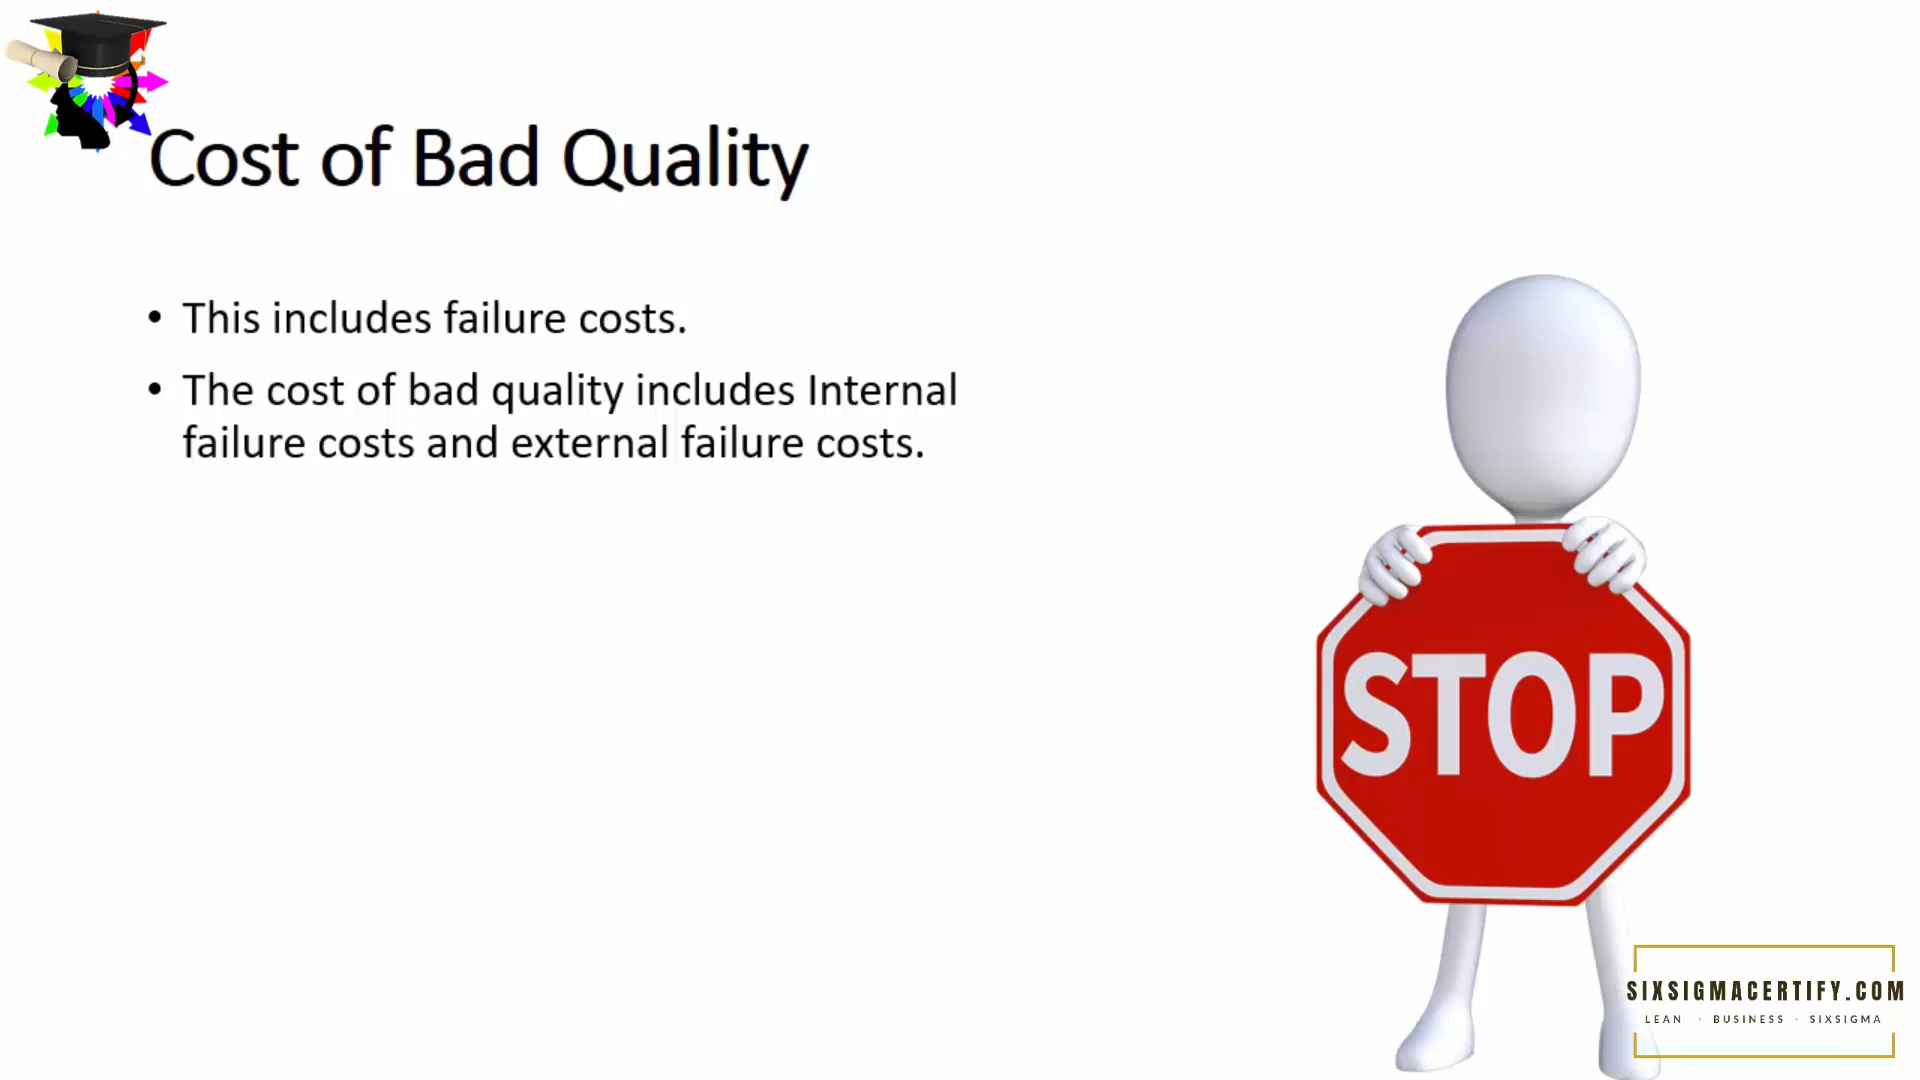 Cost of Bad Quality
• This includes failure costs.
• The cost of bad quality includes Internal
failure costs and external failure costs.
STOP
SIXSIGMACERTIFY.COM
LEAN · BUSINESS - SIXSIGMA